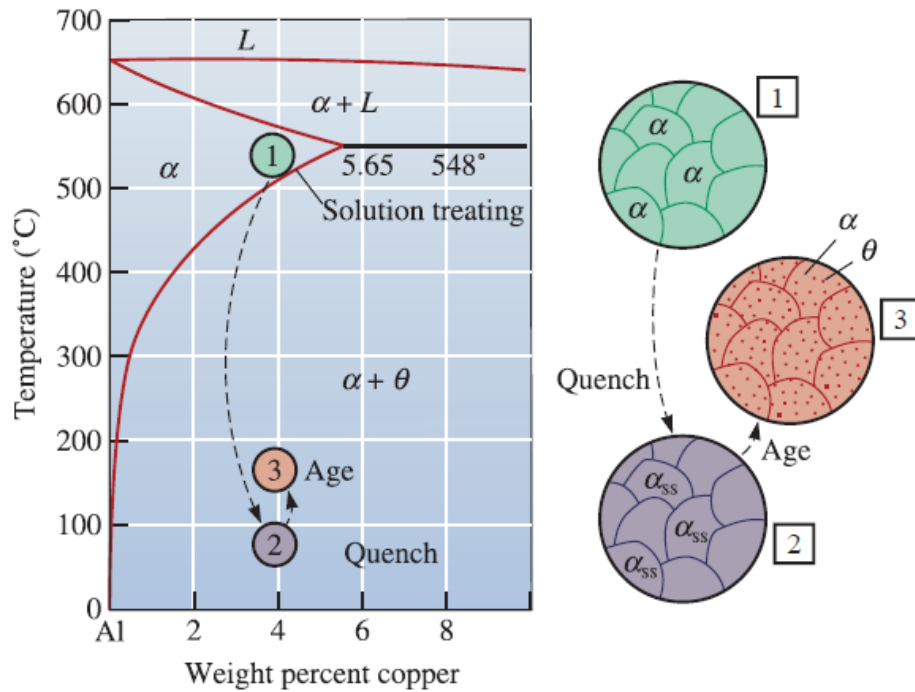 700
600
500
400
300
200
100
0
Temperature (°C)
Al
2
4
6
8
Weight percent copper
L
α + L
α
1
5.65
548°
Solution treating
α + θ
3
Age
2
Quench
1
α
α
α
α
θ
3
Quench
Age
αss
αss
αss
2